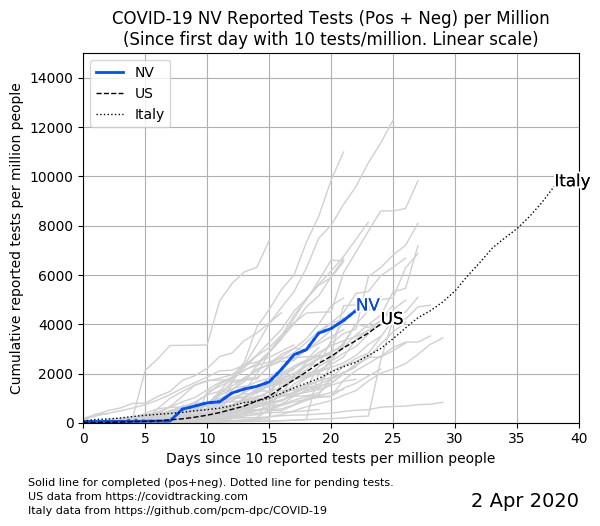 COVID-19 NV Reported Tests (Pos + Neg) per Million
(Since first day with 10 tests/million. Linear scale)
Cumulative reported tests per million people
14000
12000
10000
8000
6000
4000
2000
0
NV
US
Italy
Italy
NV
US
0 5 10 15 20 25 30 35 40
Days since 10 reported tests per million people
Solid line for completed (pos+neg). Dotted line for pending tests.
US data from https://covidtracking.com
Italy data from https://github.com/pcm-dpc/COVID-19
2 Apr 2020